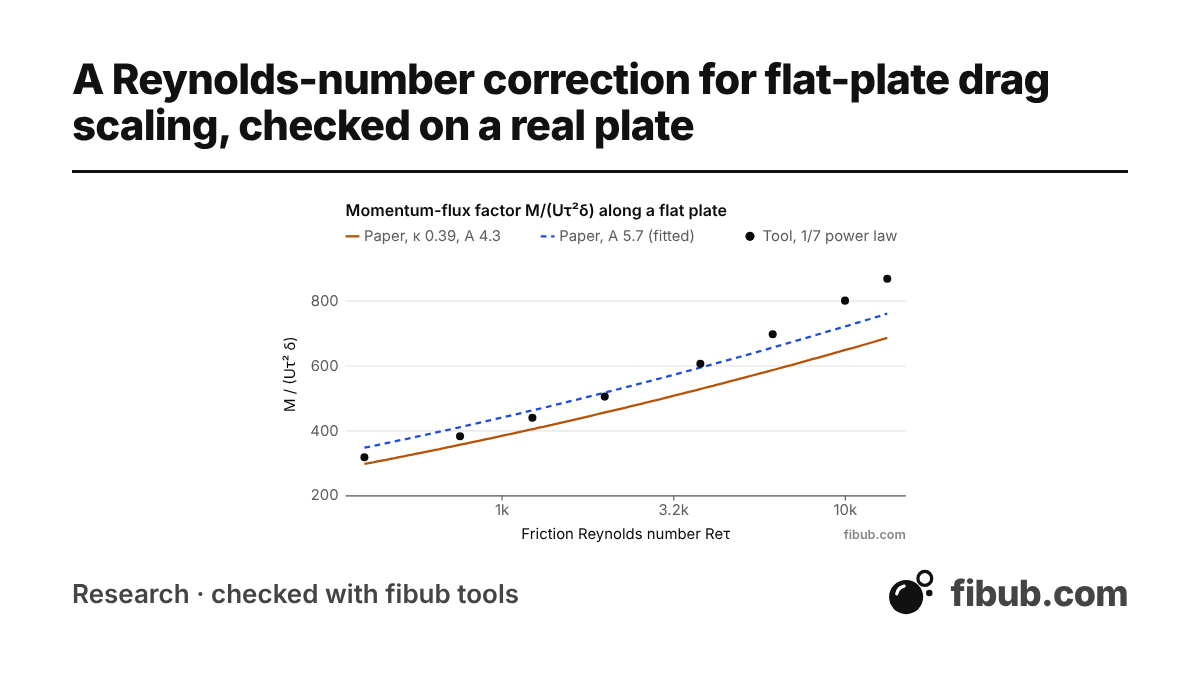 A Reynolds-number correction for flat-plate drag
scaling, checked on a real plate
Momentum-flux factor M/(Uτ²δ) along a flat plate
Paper, κ 0.39, A 4.3
Paper, A 5.7 (fitted)
Tool, 1/7 power law
800
600
400
200
M / (Uτ² δ)
1k
3.2k
10k
Friction Reynolds number Reτ
fibub.com
Research · checked with fibub tools
fibub.com